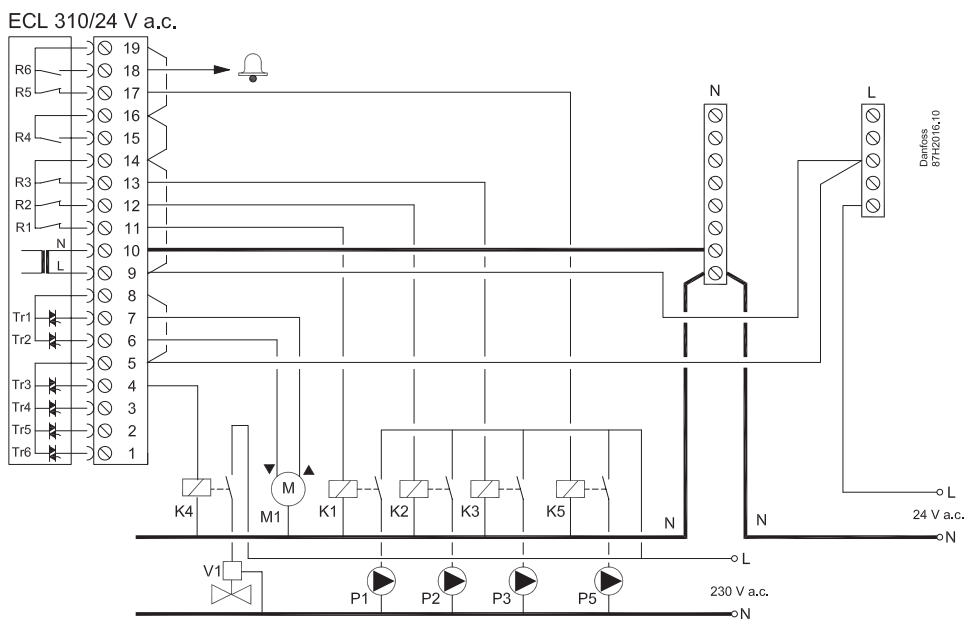 ECL 310/24 V a.c.
19
R6 18
R5 17
16
R4 15
14
R3 13
R2 12
R1 11
N 10
L 9
8
Tr1 7
Tr2 6
5
Tr3 4
Tr4 3
Tr5 2
Tr6 1
N
L
Danfoss
87H2016.10
M
K4 M1 K1 K2 K3 K5
N N
L
24 V a.c.
N
V1
L
P1 P2 P3 P5
230 V a.c.
N